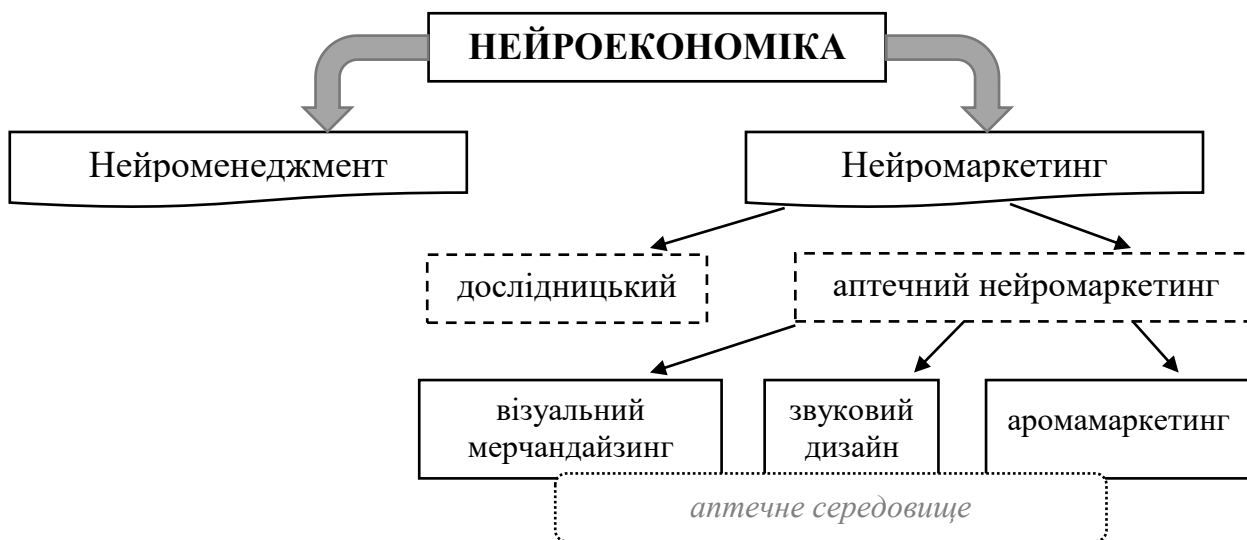 НЕЙРОЕКОНОМІКА
Нейроменеджмент
Нейромаркетинг
дослідницький
аптечний нейромаркетинг
візуальний
мерчандайзинг
звуковий
дизайн
аромамаркетинг
аптечне середовище